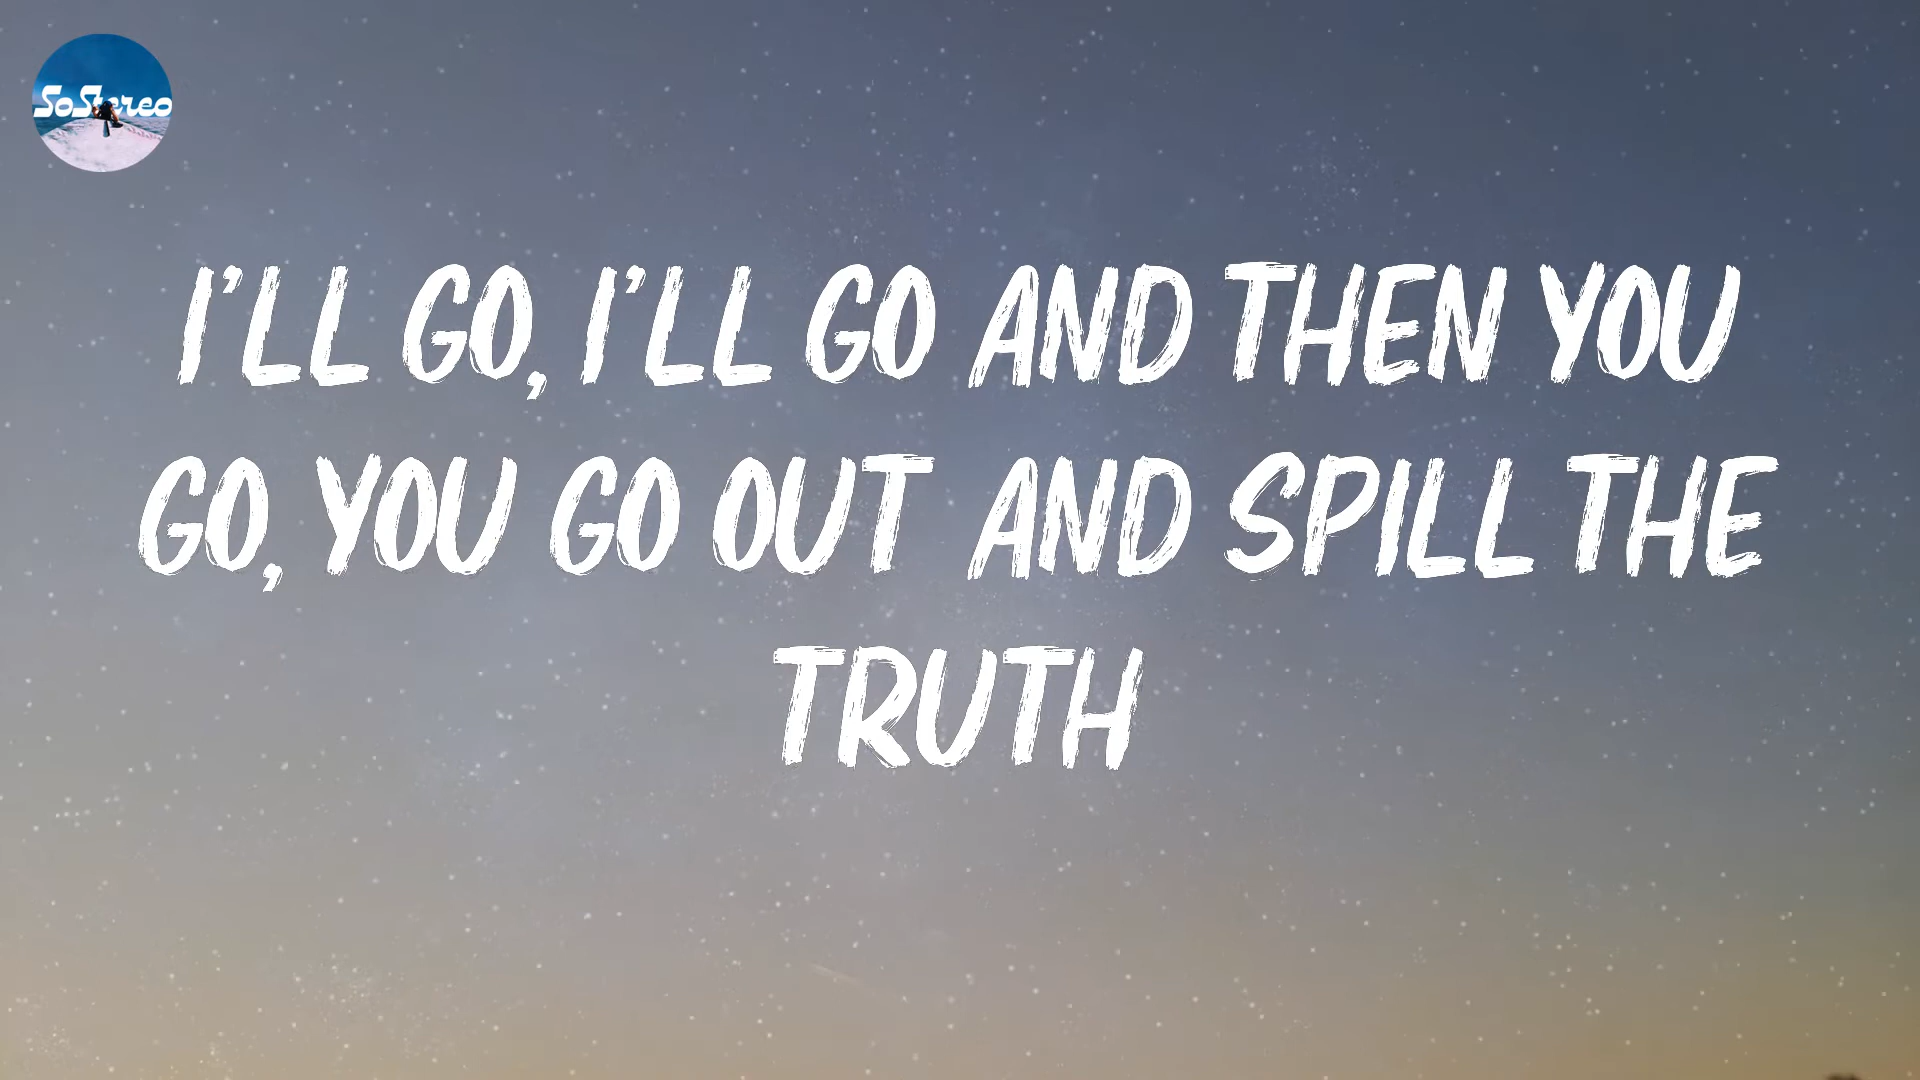 SoStereo
I'LL GO, I'LL GO AND THEN YOU
GO, YOU GO OUT AND SPILL THE
TRUTH